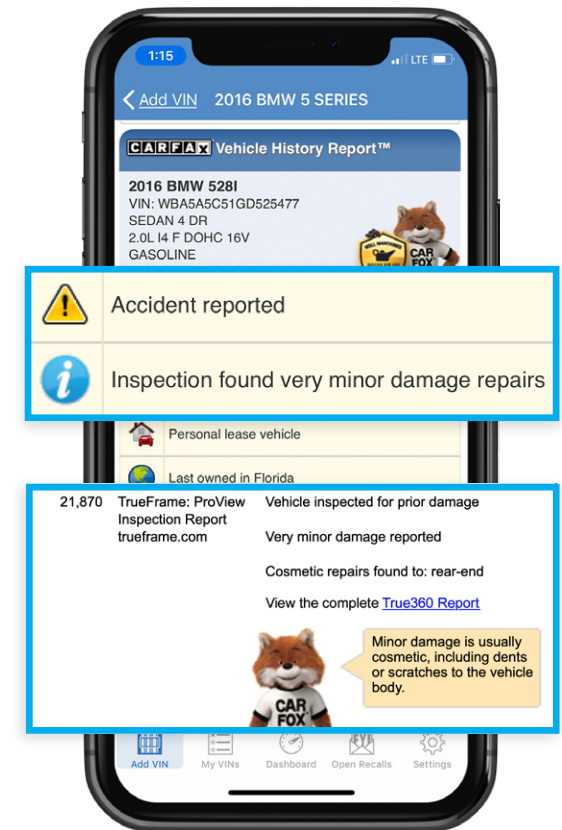 1:15
LTE
Add VIN 2016 BMW 5 SERIES
CARFAX Vehicle History Report™
2016 BMW 528I
VIN: WBA5A5C51GD525477
SEDAN 4 DR
2.0L I4 F DOHC 16V
GASOLINE
WELL MAINTAINED
CAR
FOX
Accident reported
Inspection found very minor damage repairs
Personal lease vehicle
Last owned in Florida
21,870 TrueFrame: ProView Vehicle inspected for prior damage
Inspection Report
trueframe.com Very minor damage reported
Cosmetic repairs found to: rear-end
View the complete True360 Report
Minor damage is usually
cosmetic, including dents
or scratches to the vehicle
body.
CAR
FOX
Add VIN My VINs Dashboard Open Recalls Settings